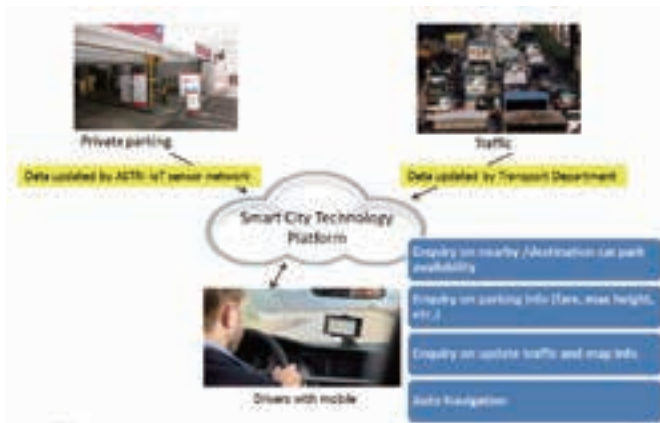 Private parking
Traffic
Data updated by ASTRI IoT sensor network
Data updated by Transport Department
Smart City Technology
Platform
Enquiry on nearby /destination car park
availability
Enquiry on parking info (fare, max height,
etc.)
Enquiry on update traffic and map info
Auto Navigation
Drivers with mobile